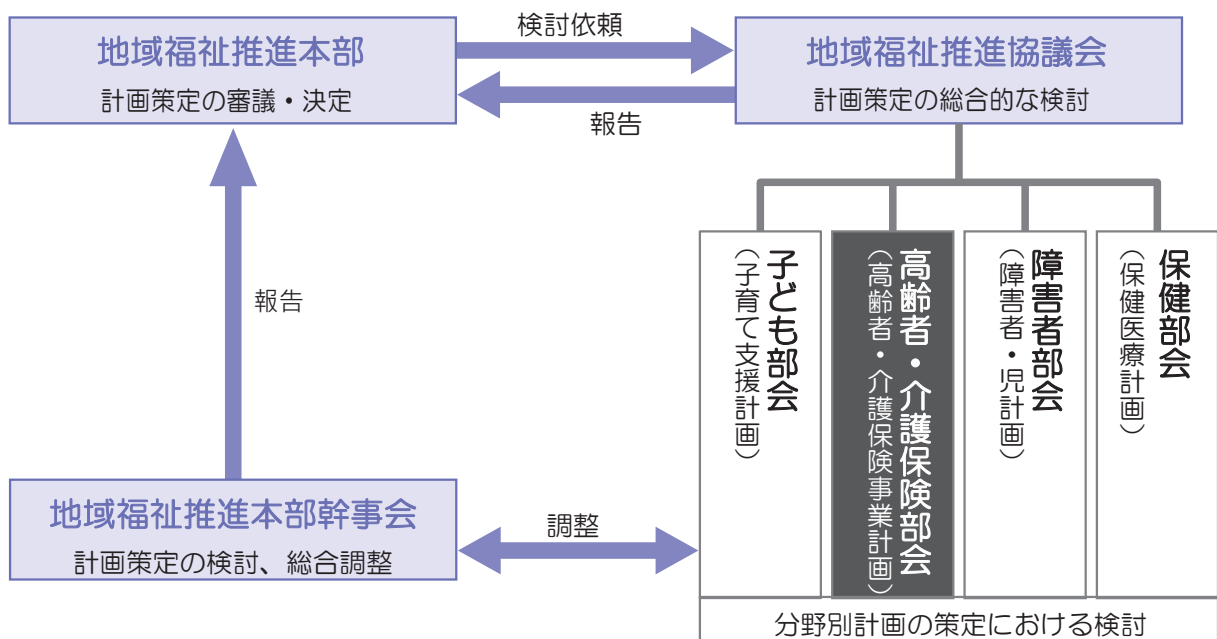 地域福祉推進本部
計画策定の審議・決定
検討依頼
報告
地域福祉推進協議会
計画策定の総合的な検討
報告
子ども部会
（子育て支援計画）
高齢者・介護保険部会
（高齢者・介護保険事業計画）
障害者部会
（障害者・児計画）
保健部会
（保健医療計画）
地域福祉推進本部幹事会
計画策定の検討、総合調整
調整
分野別計画の策定における検討